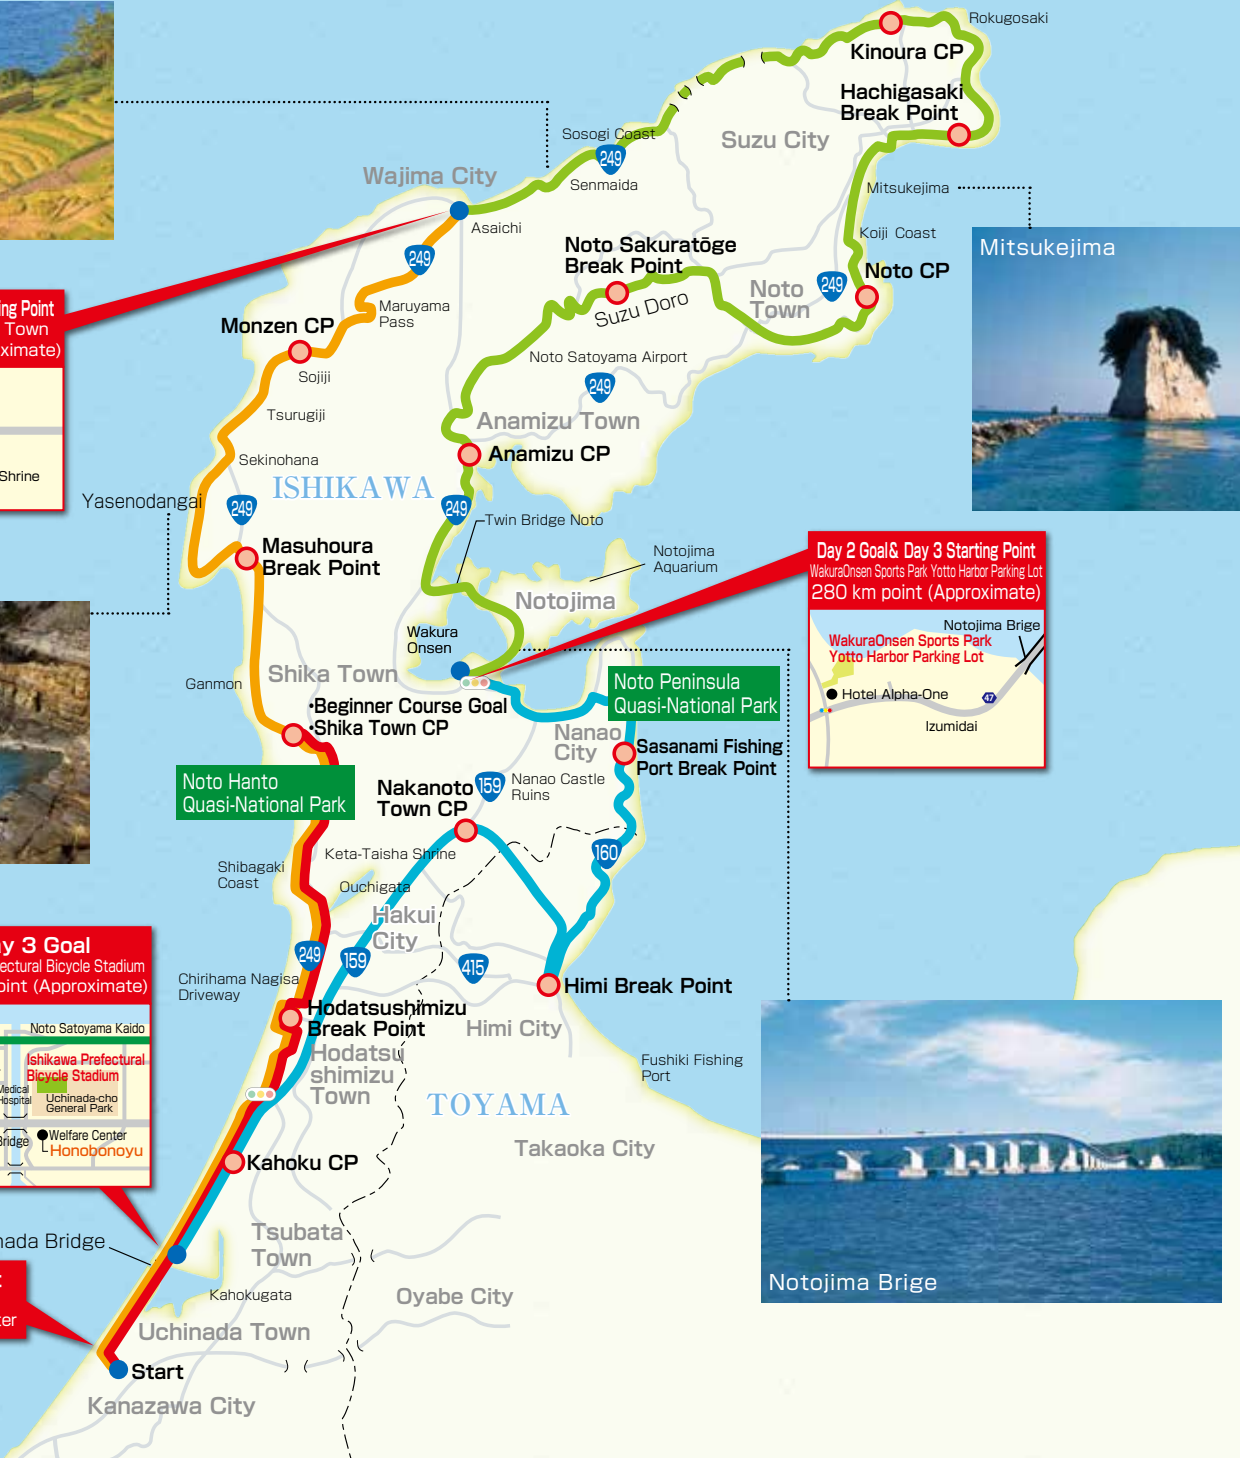 Rokugosaki
Kinoura CP
Hachigasaki
Break Point
Sosogi Coast
249
Suzu City
Wajima City
Senmaida
Mitsukejima
Asaichi
Koiji Coast
Mitsukejima
Noto Sakuratōge
Break Point
249
Noto CP
249
Noto
Town
Suzu Doro
ing Point
Town
ximate)
Maruyama
Pass
Monzen CP
Noto Satoyama Airport
Sojiji
249
Tsurugiji
Anamizu Town
Anamizu CP
Sekinohana
Shrine
ISHIKAWA
Yasenodangai
249
249
Twin Bridge Noto
Masuhoura
Break Point
Notojima
Aquarium
Day 2 Goal& Day 3 Starting Point
WakuraOnsen Sports Park Yotto Harbor Parking Lot
280 km point (Approximate)
Notojima Brige
WakuraOnsen Sports Park
Yotto Harbor Parking Lot
Hotel Alpha-One
47
Izumidai
Notojima
Wakura
Onsen
Shika Town
Ganmon
Noto Peninsula
Quasi-National Park
•Beginner Course Goal
•Shika Town CP
Nanao
City
Sasanami Fishing
Port Break Point
Noto Hanto
Quasi-National Park
Nakanoto
Town CP
159
Nanao Castle
Ruins
Keta-Taisha Shrine
160
Shibagaki
Coast
Ouchigata
Hakui
City
y 3 Goal
ectural Bicycle Stadium
oint (Approximate)
249
159
415
Chirihama Nagisa
Driveway
Himi Break Point
Hodatsushimizu
Break Point
Himi City
Noto Satoyama Kaido
Ishikawa Prefectural
Bicycle Stadium
Medical
Hospital
Uchinada-cho
General Park
Bridge
Welfare Center
Honobonoyu
Hodatsu
shimizu
Town
Fushiki Fishing
Port
TOYAMA
Takaoka City
Kahoku CP
nada Bridge
Tsubata
Town
Notojima Brige
Kahokugata
Oyabe City
ter
Uchinada Town
Start
Kanazawa City